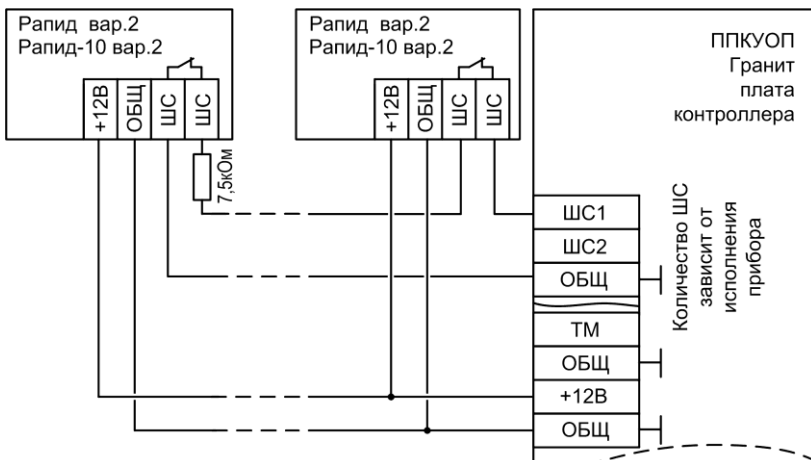 Рапид вар.2
Рапид-10 вар.2
+12В
ОБЩ
ШС
ШС
7,5кОм
Рапид вар.2
Рапид-10 вар.2
+12В
ОБЩ
ШС
ШС
ППКУОП
Гранит
плата
контроллера
ШС1
ШС2
ОБЩ
ТМ
ОБЩ
+12В
ОБЩ
Количество ШС
зависит от
исполнения
прибора